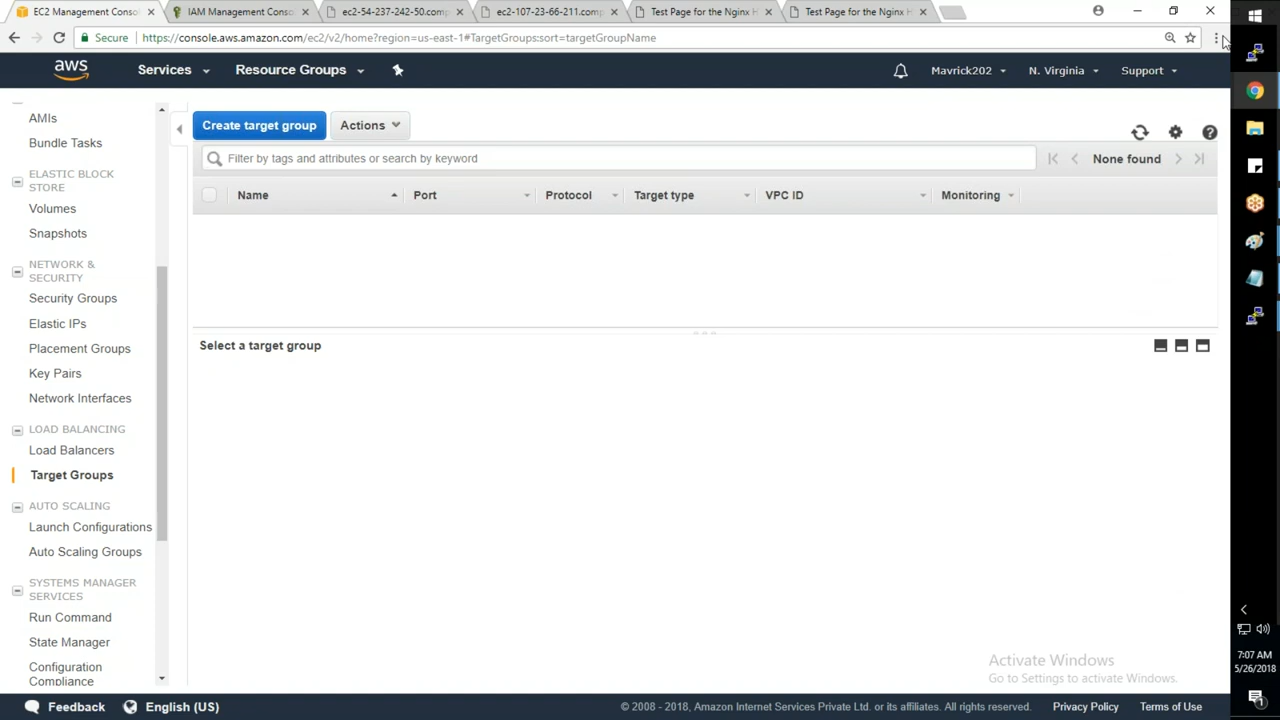 EC2 Management Conso
IAM Management Conso
ec2-54-237-242-50.comp
ec2-107-23-66-211.comp
Test Page for the Nginx H
Test Page for the Nginx H
Secure
https://console.aws.amazon.com/ec2/v2/home?region=us-east-1#TargetGroups:sort=targetGroupName
aws
Services
Resource Groups
Mavrick202
N. Virginia
Support
AMIs
Bundle Tasks
ELASTIC BLOCK
STORE
Volumes
Snapshots
NETWORK &
SECURITY
Security Groups
Elastic IPs
Placement Groups
Key Pairs
Network Interfaces
LOAD BALANCING
Load Balancers
Target Groups
AUTO SCALING
Launch Configurations
Auto Scaling Groups
SYSTEMS MANAGER
SERVICES
Run Command
State Manager
Configuration
Compliance
Create target group
Actions
Filter by tags and attributes or search by keyword
None found
Name
Port
Protocol
Target type
VPC ID
Monitoring
Select a target group
Activate Windows
Go to Settings to activate Windows.
7:07 AM
5/26/2018
1
Feedback
English (US)
© 2008 - 2018, Amazon Internet Services Private Ltd. or its affiliates. All rights reserved.
Privacy Policy
Terms of Use